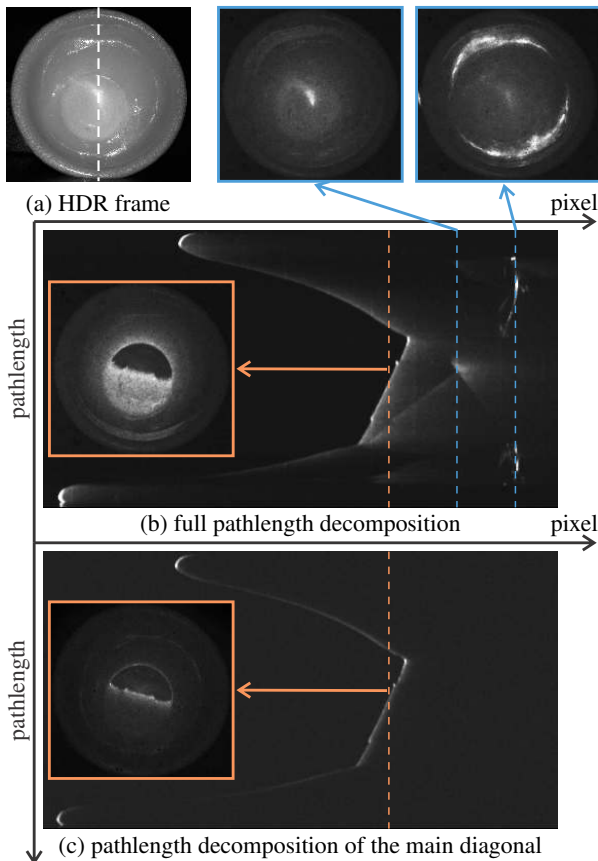 (a) HDR frame
pixel
pathlength
(b) full pathlength decomposition
pixel
pathlength
(c) pathlength decomposition of the main diagonal